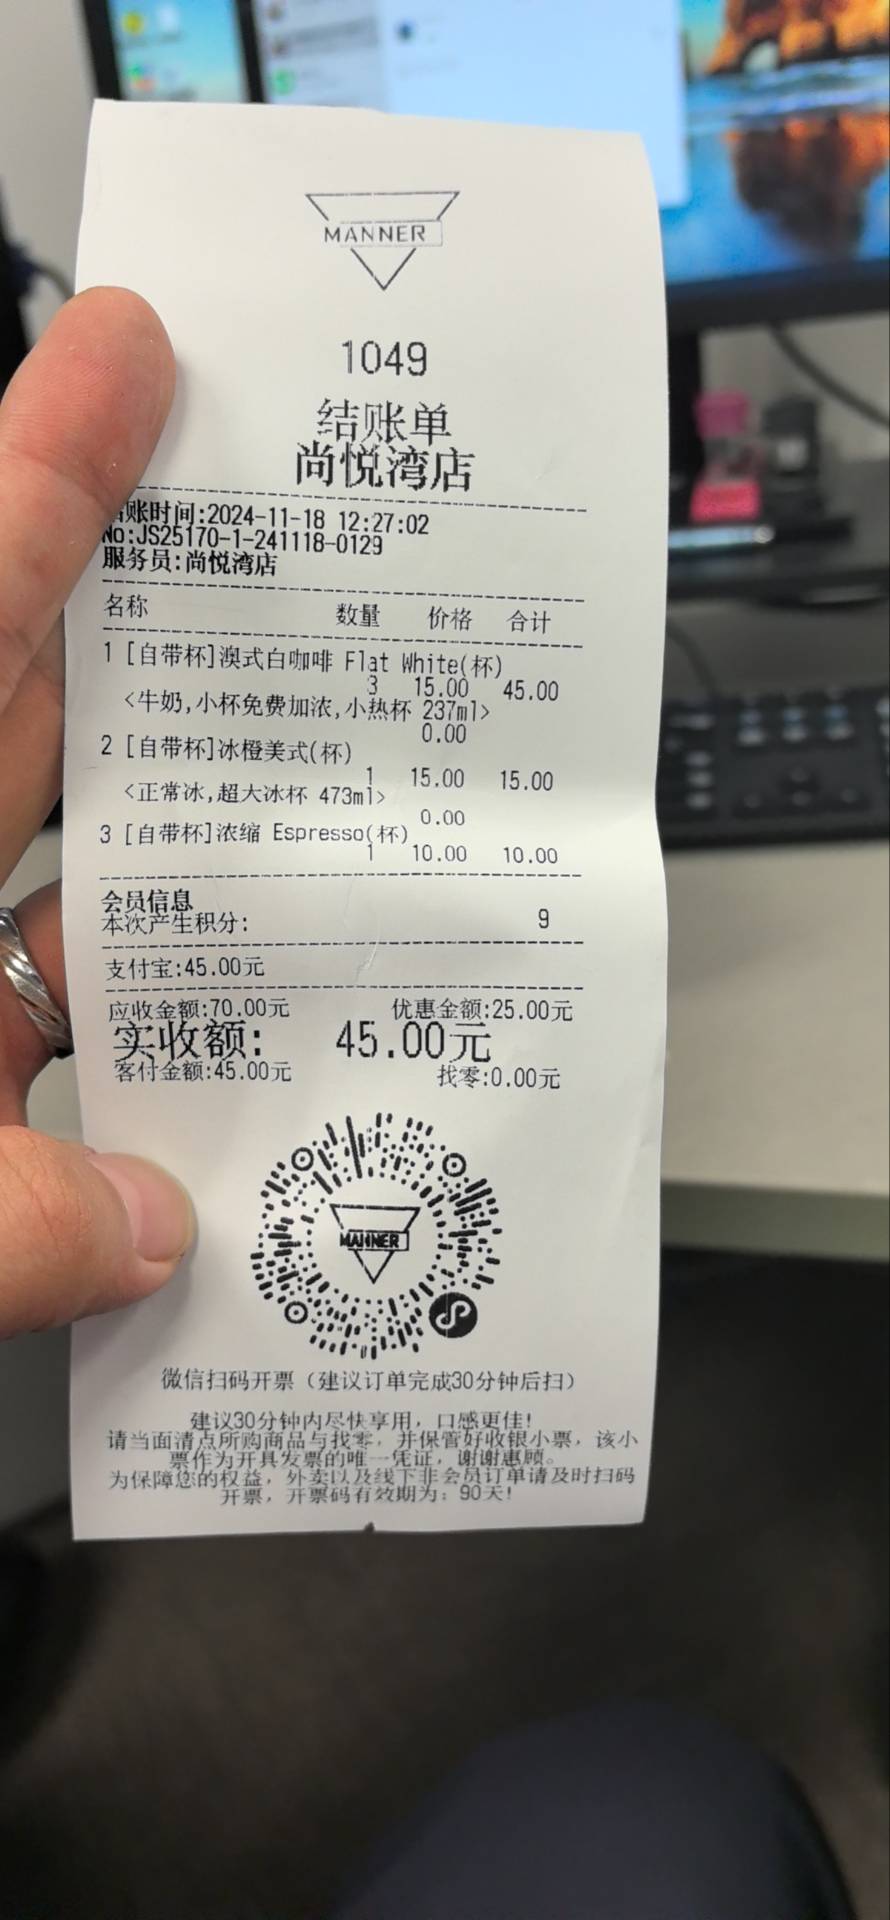 MANNER
1049
结账单
尚悦湾店
账时间:2024-11-18 12:27:02
No:JS25170-1-241118-0129
服务员:尚悦湾店
名称 数量 价格 合计
1 [自带杯]澳式白咖啡 Flat White(杯)
3 15.00 45.00
<牛奶,小杯免费加浓,小热杯 237ml>
0.00
2 [自带杯]冰橙美式(杯)
1 15.00 15.00
<正常冰,超大冰杯 473ml>
0.00
3 [自带杯]浓缩 Espresso(杯)
1 10.00 10.00
会员信息
本次产生积分: 9
支付宝:45.00元
应收金额:70.00元 优惠金额:25.00元
实收额: 45.00元
客付金额:45.00元 找零:0.00元
MANNER
微信扫码开票（建议订单完成30分钟后扫）
建议30分钟内尽快享用，口感更佳!
请当面清点所购商品与找零，并保管好收银小票，该小
票作为开具发票的唯一凭证，谢谢惠顾。
为保障您的权益，外卖以及线下非会员订单请及时扫码
开票，开票码有效期为：90天!